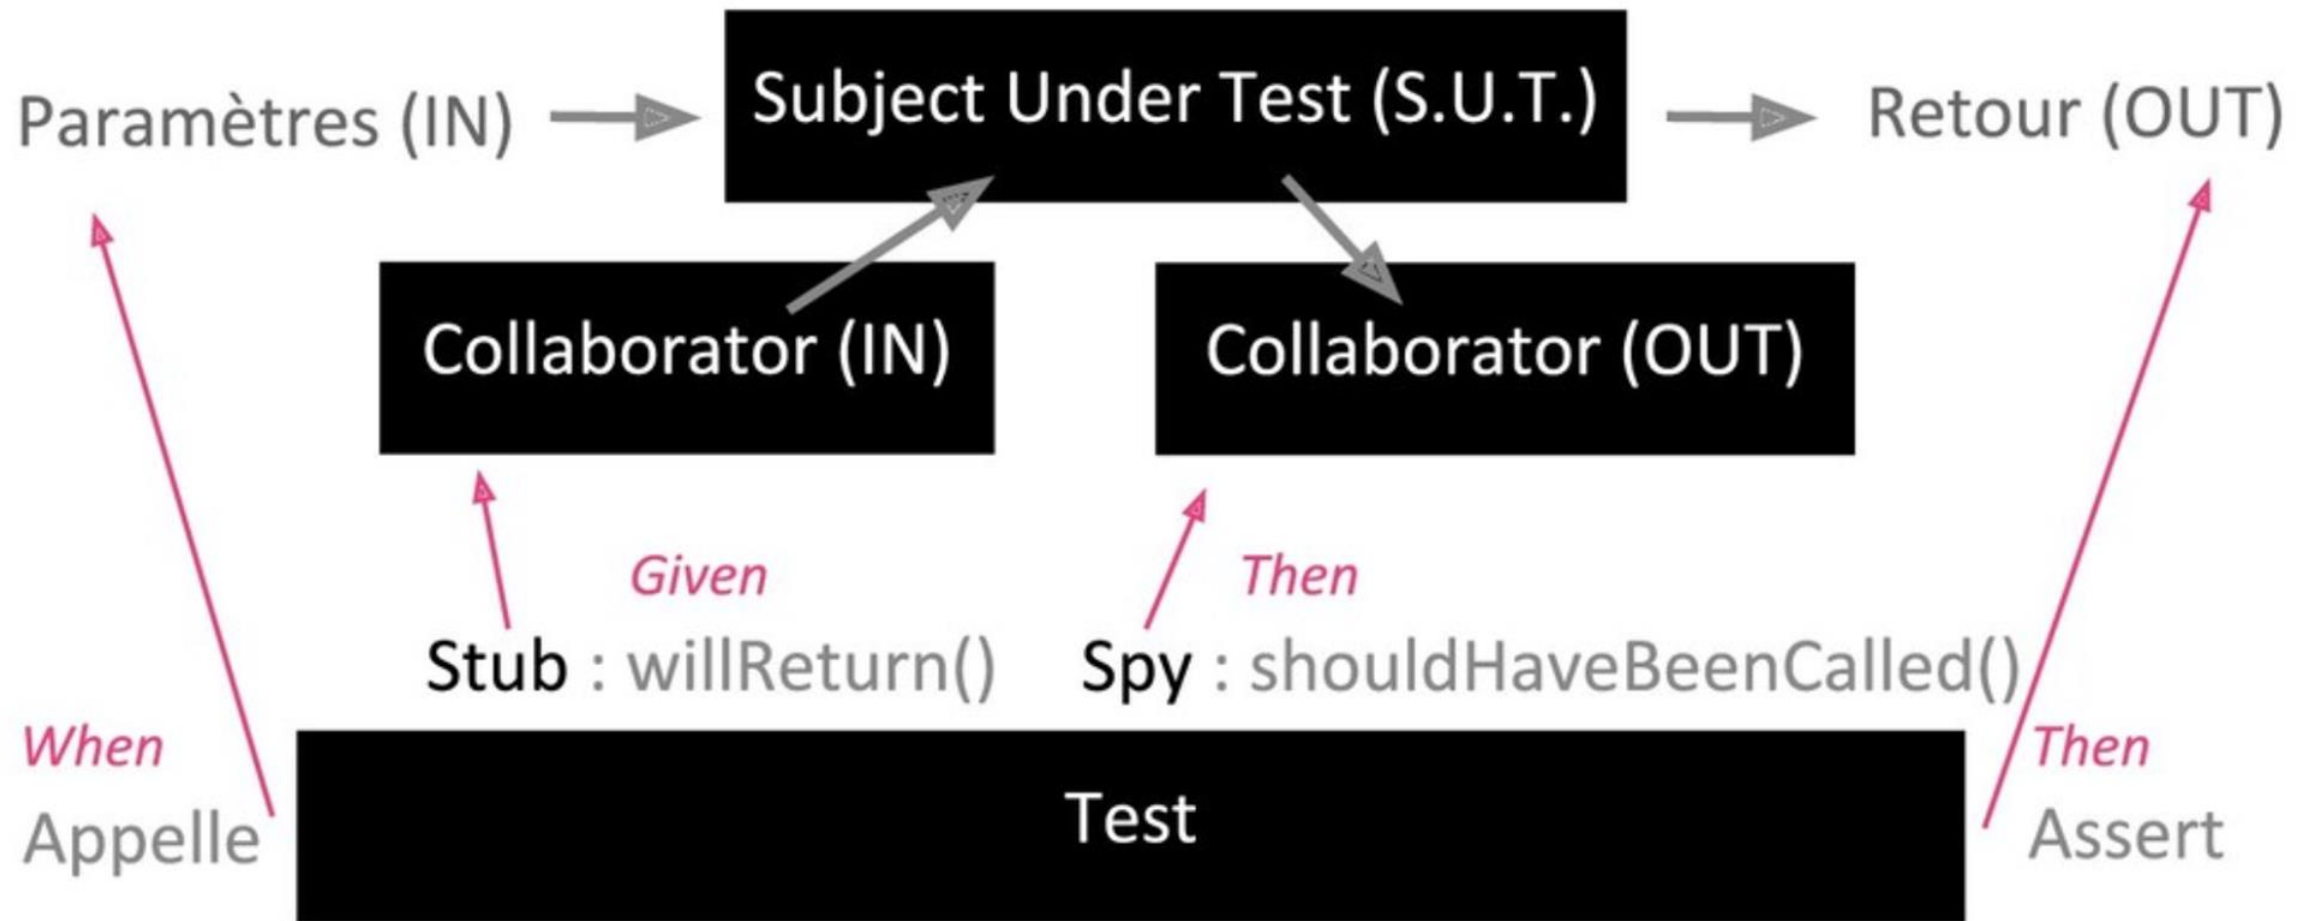 Paramètres (IN)
Subject Under Test (S.U.T.)
Retour (OUT)
Collaborator (IN)
Collaborator (OUT)
Given
Then
Stub : willReturn()
Spy : shouldHaveBeenCalled()
When
Appelle
Test
Then
Assert